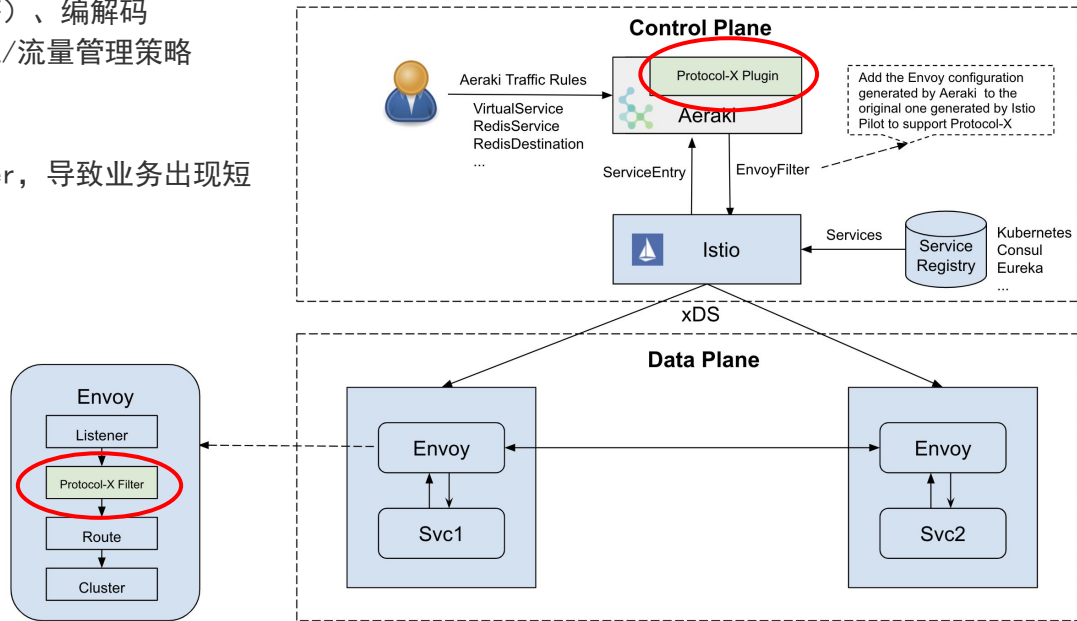 ）、编解码
/流量管理策略
er，导致业务出现短
Control Plane
Protocol-X Plugin
Aeraki
Aeraki Traffic Rules
VirtualService
RedisService
RedisDestination
...
Add the Envoy configuration
generated by Aeraki to the
original one generated by Istio
Pilot to support Protocol-X
ServiceEntry
EnvoyFilter
Istio
Services
Service
Registry
Kubernetes
Consul
Eureka
...
xDS
Data Plane
Envoy
Listener
Protocol-X Filter
Route
Cluster
Envoy
Svc1
Envoy
Svc2